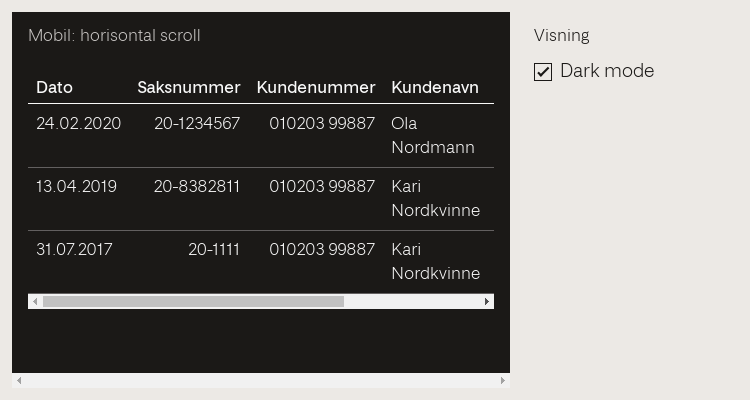 Mobil: horisontal scroll
Visning
Dark mode
Dato Saksnummer Kundenummer Kundenavn
24.02.2020 20-1234567 010203 99887 Ola
Nordmann
13.04.2019 20-8382811 010203 99887 Kari
Nordkvinne
31.07.2017 20-1111 010203 99887 Kari
Nordkvinne